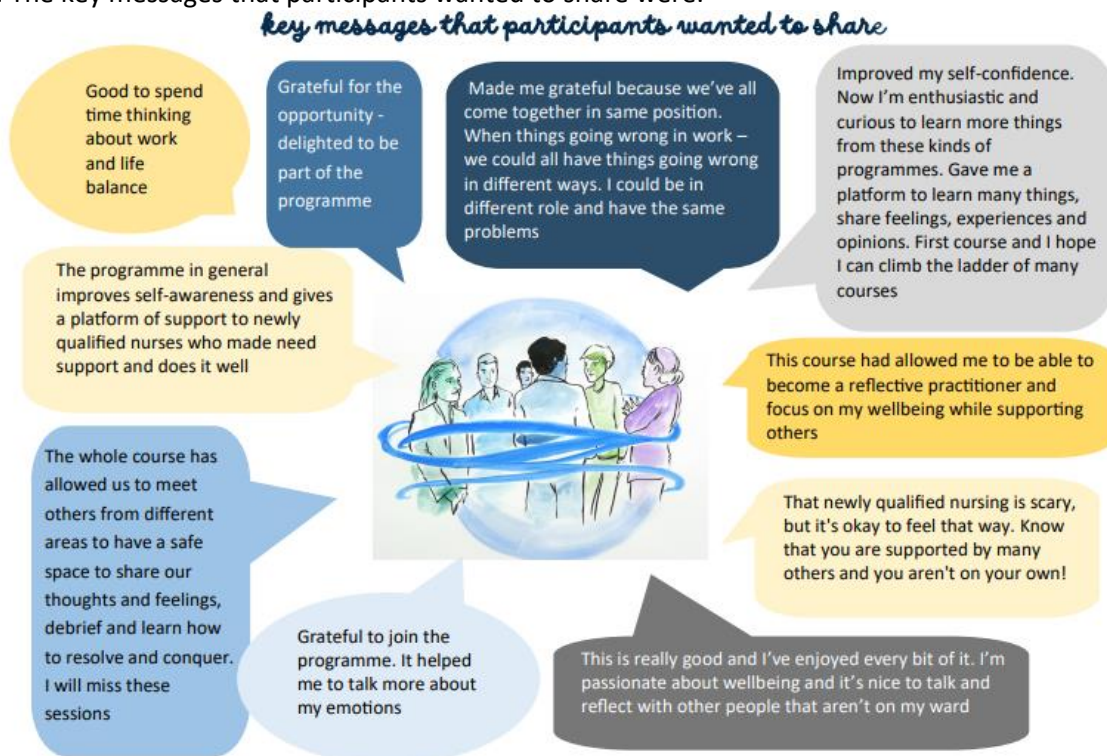 The key messages that participants wanted to share were:
key messages that participants wanted to share
Good to spend
time thinking
about work
and life
balance
Grateful for the
opportunity -
delighted to be
part of the
programme
Made me grateful because we've all
come together in same position.
When things going wrong in work –
we could all have things going wrong
in different ways. I could be in
different role and have the same
problems
Improved my self-confidence.
Now I'm enthusiastic and
curious to learn more things
from these kinds of
programmes. Gave me a
platform to learn many things,
share feelings, experiences and
opinions. First course and I hope
I can climb the ladder of many
courses
The programme in general
improves self-awareness and gives
a platform of support to newly
qualified nurses who made need
support and does it well
This course had allowed me to be able to
become a reflective practitioner and
focus on my wellbeing while supporting
others
The whole course has
allowed us to meet
others from different
areas to have a safe
space to share our
thoughts and feelings,
debrief and learn how
to resolve and conquer.
I will miss these
sessions
That newly qualified nursing is scary,
but it's okay to feel that way. Know
that you are supported by many
others and you aren't on your own!
Grateful to join the
programme. It helped
me to talk more about
my emotions
This is really good and I've enjoyed every bit of it. I'm
passionate about wellbeing and it's nice to talk and
reflect with other people that aren't on my ward